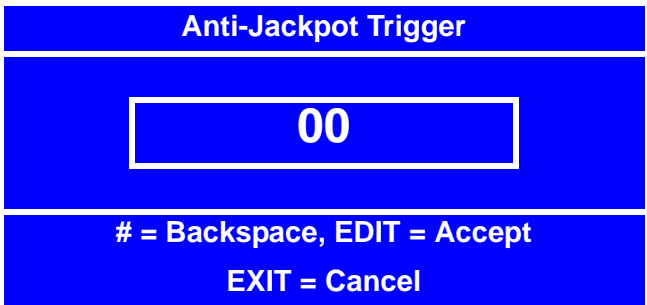 Anti-Jackpot Trigger
00
# = Backspace, EDIT = Accept
EXIT = Cancel